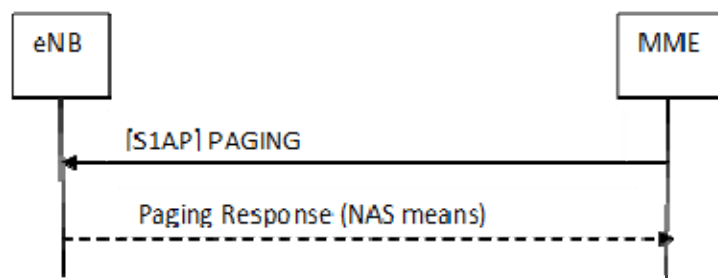 eNB
MME
[S1AP] PAGING
Paging Response (NAS means)